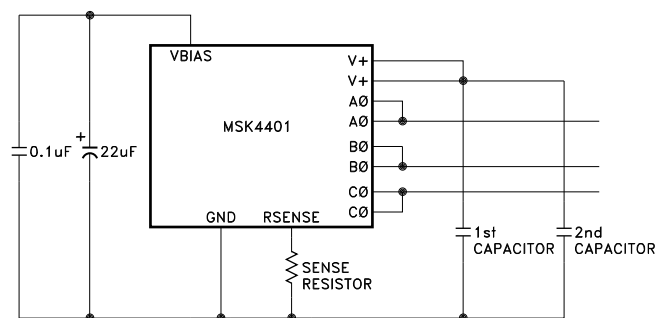 VBIAS
V+
V+
AØ
AØ
BØ
BØ
CØ
CØ
MSK4401
+
0.1uF
22uF
GND
RSENSE
SENSE
RESISTOR
1st
CAPACITOR
2nd
CAPACITOR